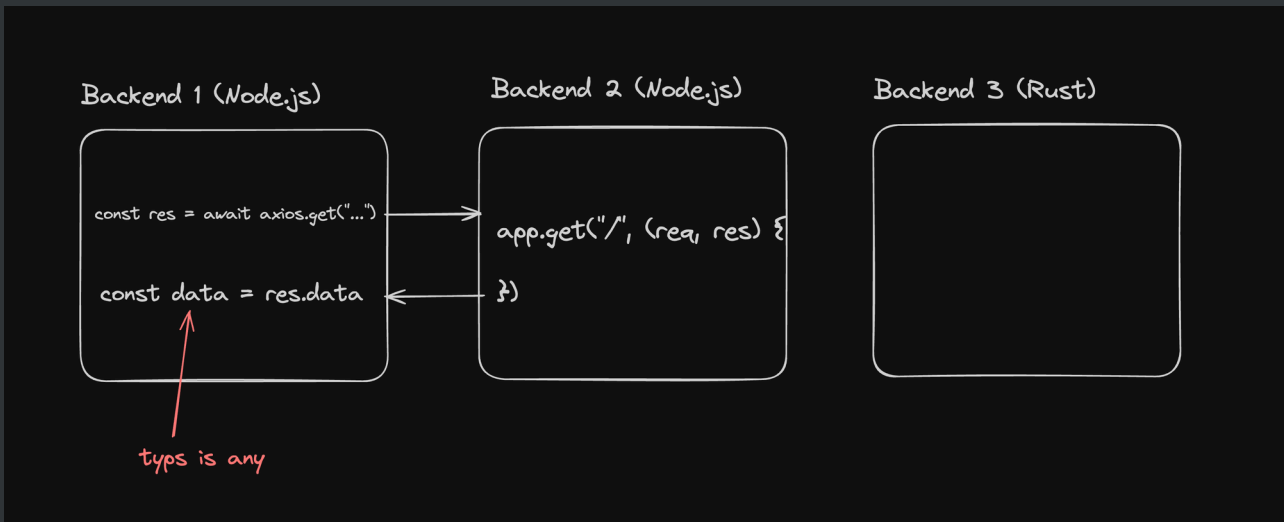 Backend 1 (Node.js)
const res = await axios.get("...")
const data = res.data
typs is any
Backend 2 (Node.js)
app.get("/", (req, res) {
})
Backend 3 (Rust)